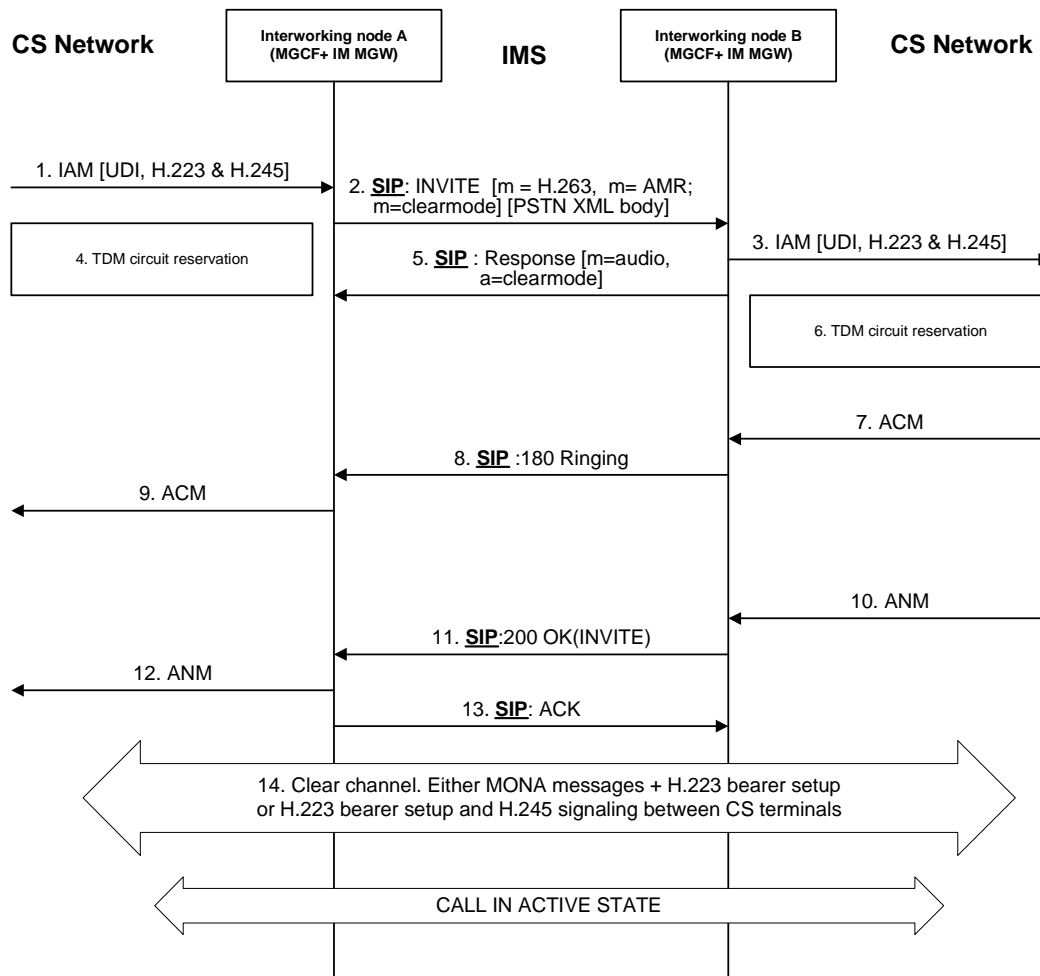 CS Network
Interworking node A
(MGCF+ IM MGW)
IMS
Interworking node B
(MGCF+ IM MGW)
CS Network
1. IAM [UDI, H.223 & H.245]
2. SIP: INVITE [m = H.263, m= AMR;
m=clearmode] [PSTN XML body]
3. IAM [UDI, H.223 & H.245]
4. TDM circuit reservation
5. SIP : Response [m=audio,
a=clearmode]
6. TDM circuit reservation
7. ACM
8. SIP :180 Ringing
9. ACM
10. ANM
11. SIP:200 OK(INVITE)
12. ANM
13. SIP: ACK
14. Clear channel. Either MONA messages + H.223 bearer setup
or H.223 bearer setup and H.245 signaling between CS terminals
CALL IN ACTIVE STATE